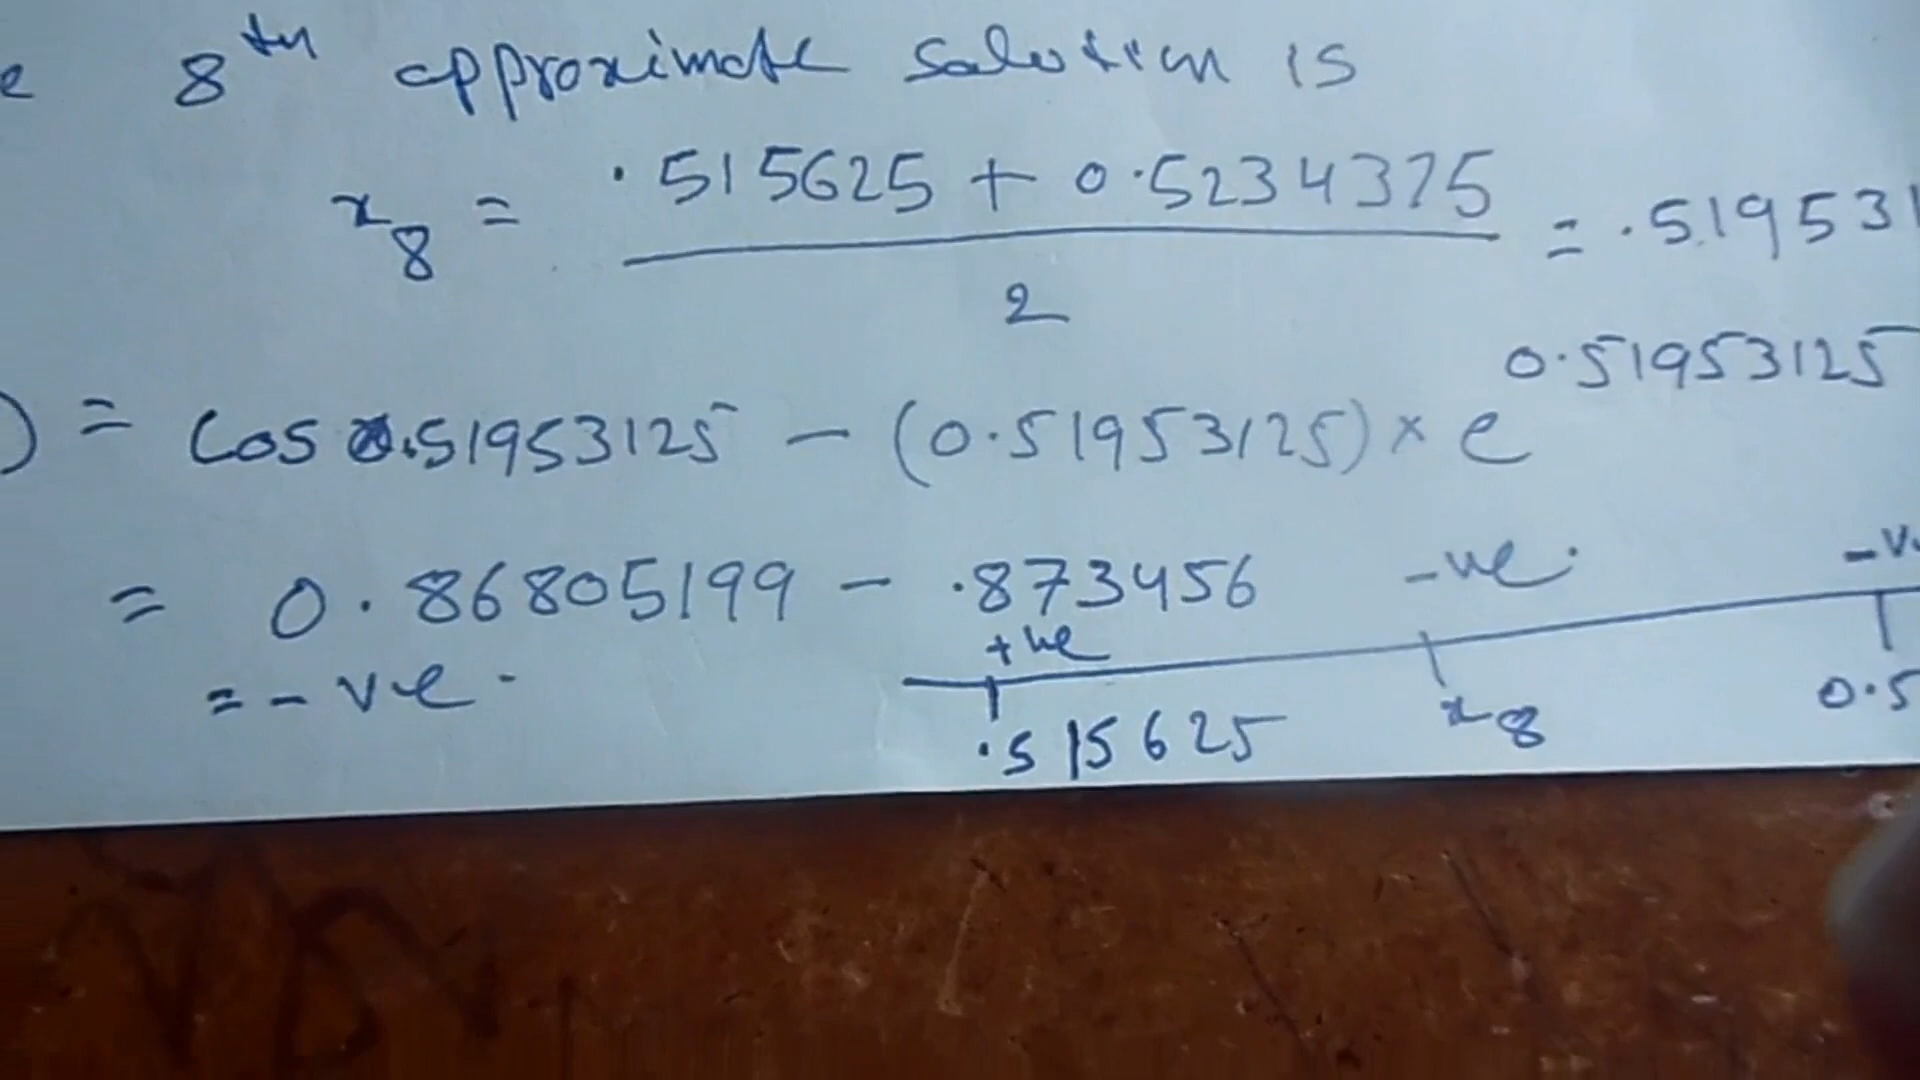 e 8th approximate solution is
x8 = .515625 + 0.5234375 / 2 = .519531
) = Cos 0.51953125 - (0.51953125) × e^0.51953125
= 0.86805199 - .873456
= -ve.
+ve -ve. -v
.515625 x8 0.5